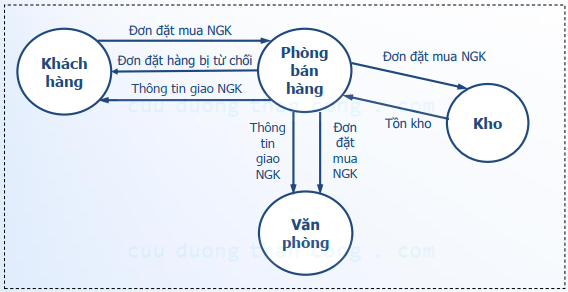 Đơn đặt mua NGK
Khách
hàng
Đơn đặt hàng bị từ chối
Thông tin giao NGK
Phòng
bán
hàng
Đơn đặt mua NGK
Tồn kho
Kho
Thông
tin
giao
NGK
Đơn
đặt
mua
NGK
Văn
phòng
cuu duong than cong . com
cuu duong than cong . com